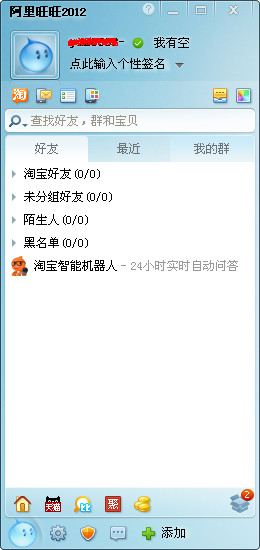 阿里旺旺2012
- 我有空
点此输入个性签名
淘
查找好友，群和宝贝
好友 最近 我的群
淘宝好友(0/0)
未分组好友(0/0)
陌生人(0/0)
黑名单(0/0)
淘宝智能机器人 - 24小时实时自动问答
天猫 聚 2
添加